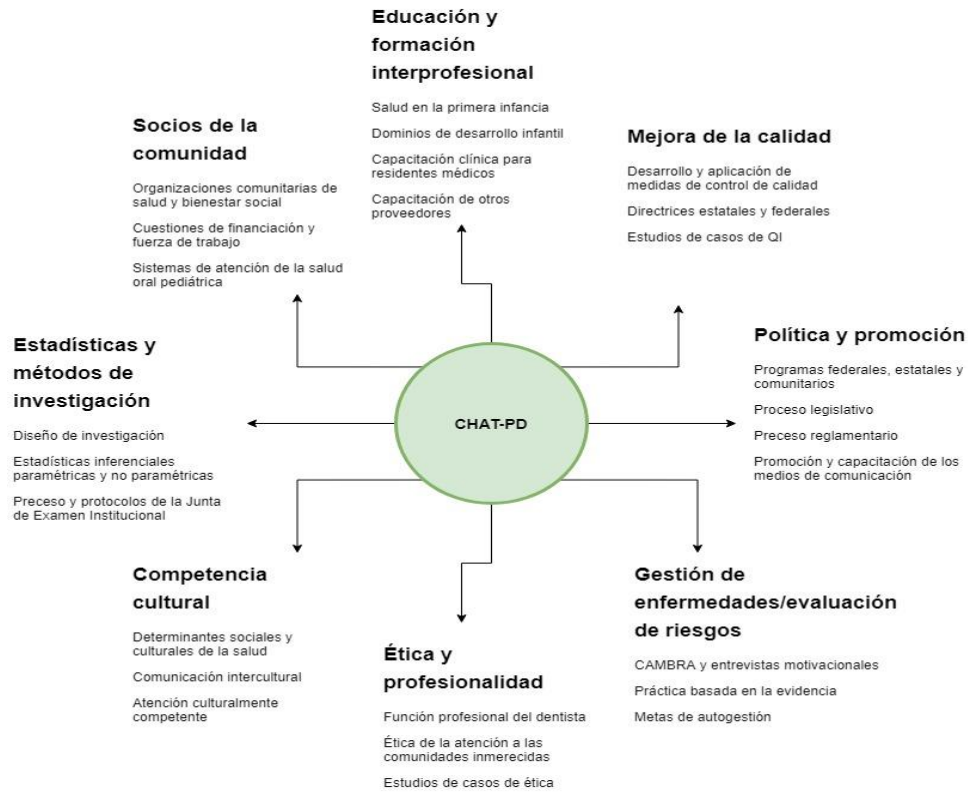 Educación y
formación
interprofesional
Salud en la primera infancia
Dominios de desarrollo infantil
Capacitación clínica para
residentes médicos
Capacitación de otros
proveedores
Socios de la
comunidad
Organizaciones comunitarias de
salud y bienestar social
Cuestiones de financiación y
fuerza de trabajo
Sistemas de atención de la salud
oral pediátrica
Mejora de la calidad
Desarrollo y aplicación de
medidas de control de calidad
Directrices estatales y federales
Estudios de casos de QI
Estadísticas y
métodos de
investigación
Diseño de investigación
Estadísticas inferenciales
paramétricas y no paramétricas
Preceso y protocolos de la Junta
de Examen Institucional
CHAT-PD
Política y promoción
Programas federales, estatales y
comunitarios
Proceso legislativo
Preceso reglamentario
Promoción y capacitación de los
medios de comunicación
Competencia
cultural
Determinantes sociales y
culturales de la salud
Comunicación intercultural
Atención culturalmente
competente
Ética y
profesionalidad
Función profesional del dentista
Ética de la atención a las
comunidades inmerecidas
Estudios de casos de ética
Gestión de
enfermedades/evaluación
de riesgos
CAMBRA y entrevistas motivacionales
Práctica basada en la evidencia
Metas de autogestión